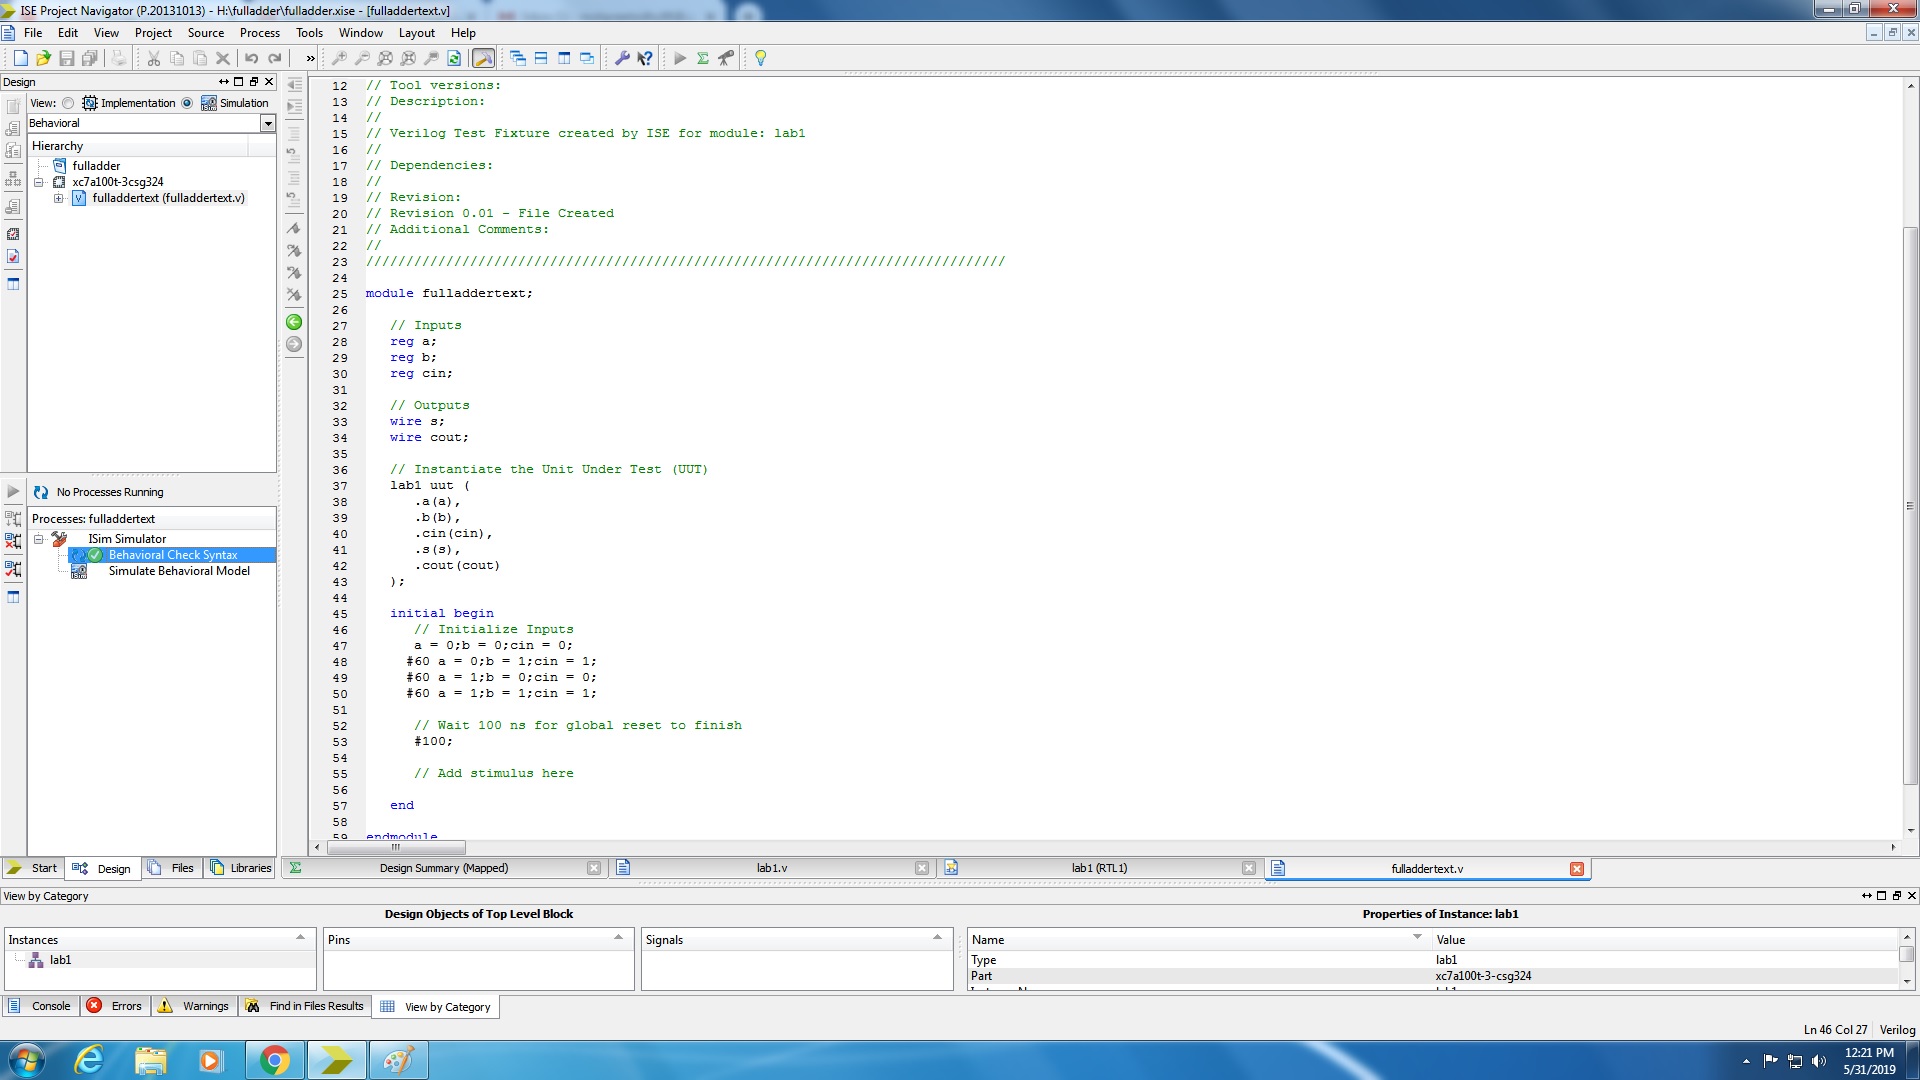 ISE Project Navigator (P.20131013) - H:\fulladder\fulladder.xise - [fulladdertext.v]
File Edit View Project Source Process Tools Window Layout Help
»
Design
View: Implementation Simulation
Behavioral
Hierarchy
fulladder
xc7a100t-3csg324
fulladdertext (fulladdertext.v)
No Processes Running
Processes: fulladdertext
ISim Simulator
Behavioral Check Syntax
Simulate Behavioral Model
Start Design Files Libraries
12 // Tool versions:
13 // Description:
14 //
15 // Verilog Test Fixture created by ISE for module: lab1
16 //
17 // Dependencies:
18 //
19 // Revision:
20 // Revision 0.01 - File Created
21 // Additional Comments:
22 //
23 ////////////////////////////////////////////////////////////////////////////////
24
25 module fulladdertext;
26
27 // Inputs
28 reg a;
29 reg b;
30 reg cin;
31
32 // Outputs
33 wire s;
34 wire cout;
35
36 // Instantiate the Unit Under Test (UUT)
37 lab1 uut (
38 .a(a),
39 .b(b),
40 .cin(cin),
41 .s(s),
42 .cout(cout)
43 );
44
45 initial begin
46 // Initialize Inputs
47 a = 0;b = 0;cin = 0;
48 #60 a = 0;b = 1;cin = 1;
49 #60 a = 1;b = 0;cin = 0;
50 #60 a = 1;b = 1;cin = 1;
51
52 // Wait 100 ns for global reset to finish
53 #100;
54
55 // Add stimulus here
56
57 end
58
59 endmodule
Design Summary (Mapped) lab1.v lab1 (RTL1) fulladdertext.v
View by Category
Design Objects of Top Level Block
Properties of Instance: lab1
Instances Pins Signals Name Value
lab1
Type lab1
Part xc7a100t-3-csg324
Console Errors Warnings Find in Files Results View by Category
Ln 46 Col 27 Verilog
12:21 PM
5/31/2019